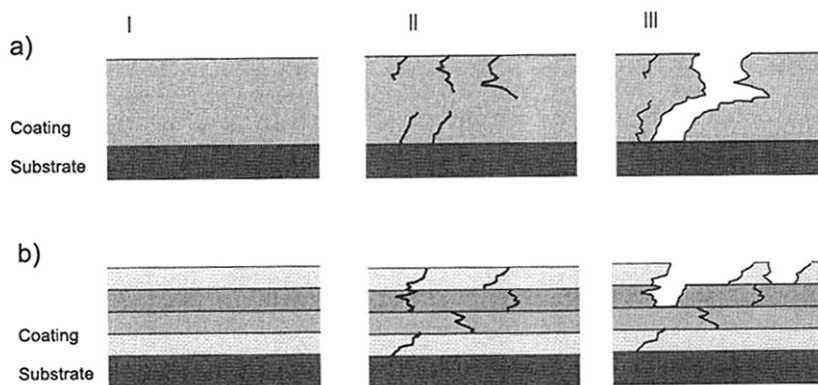 I
II
III
a)
Coating
Substrate
b)
Coating
Substrate